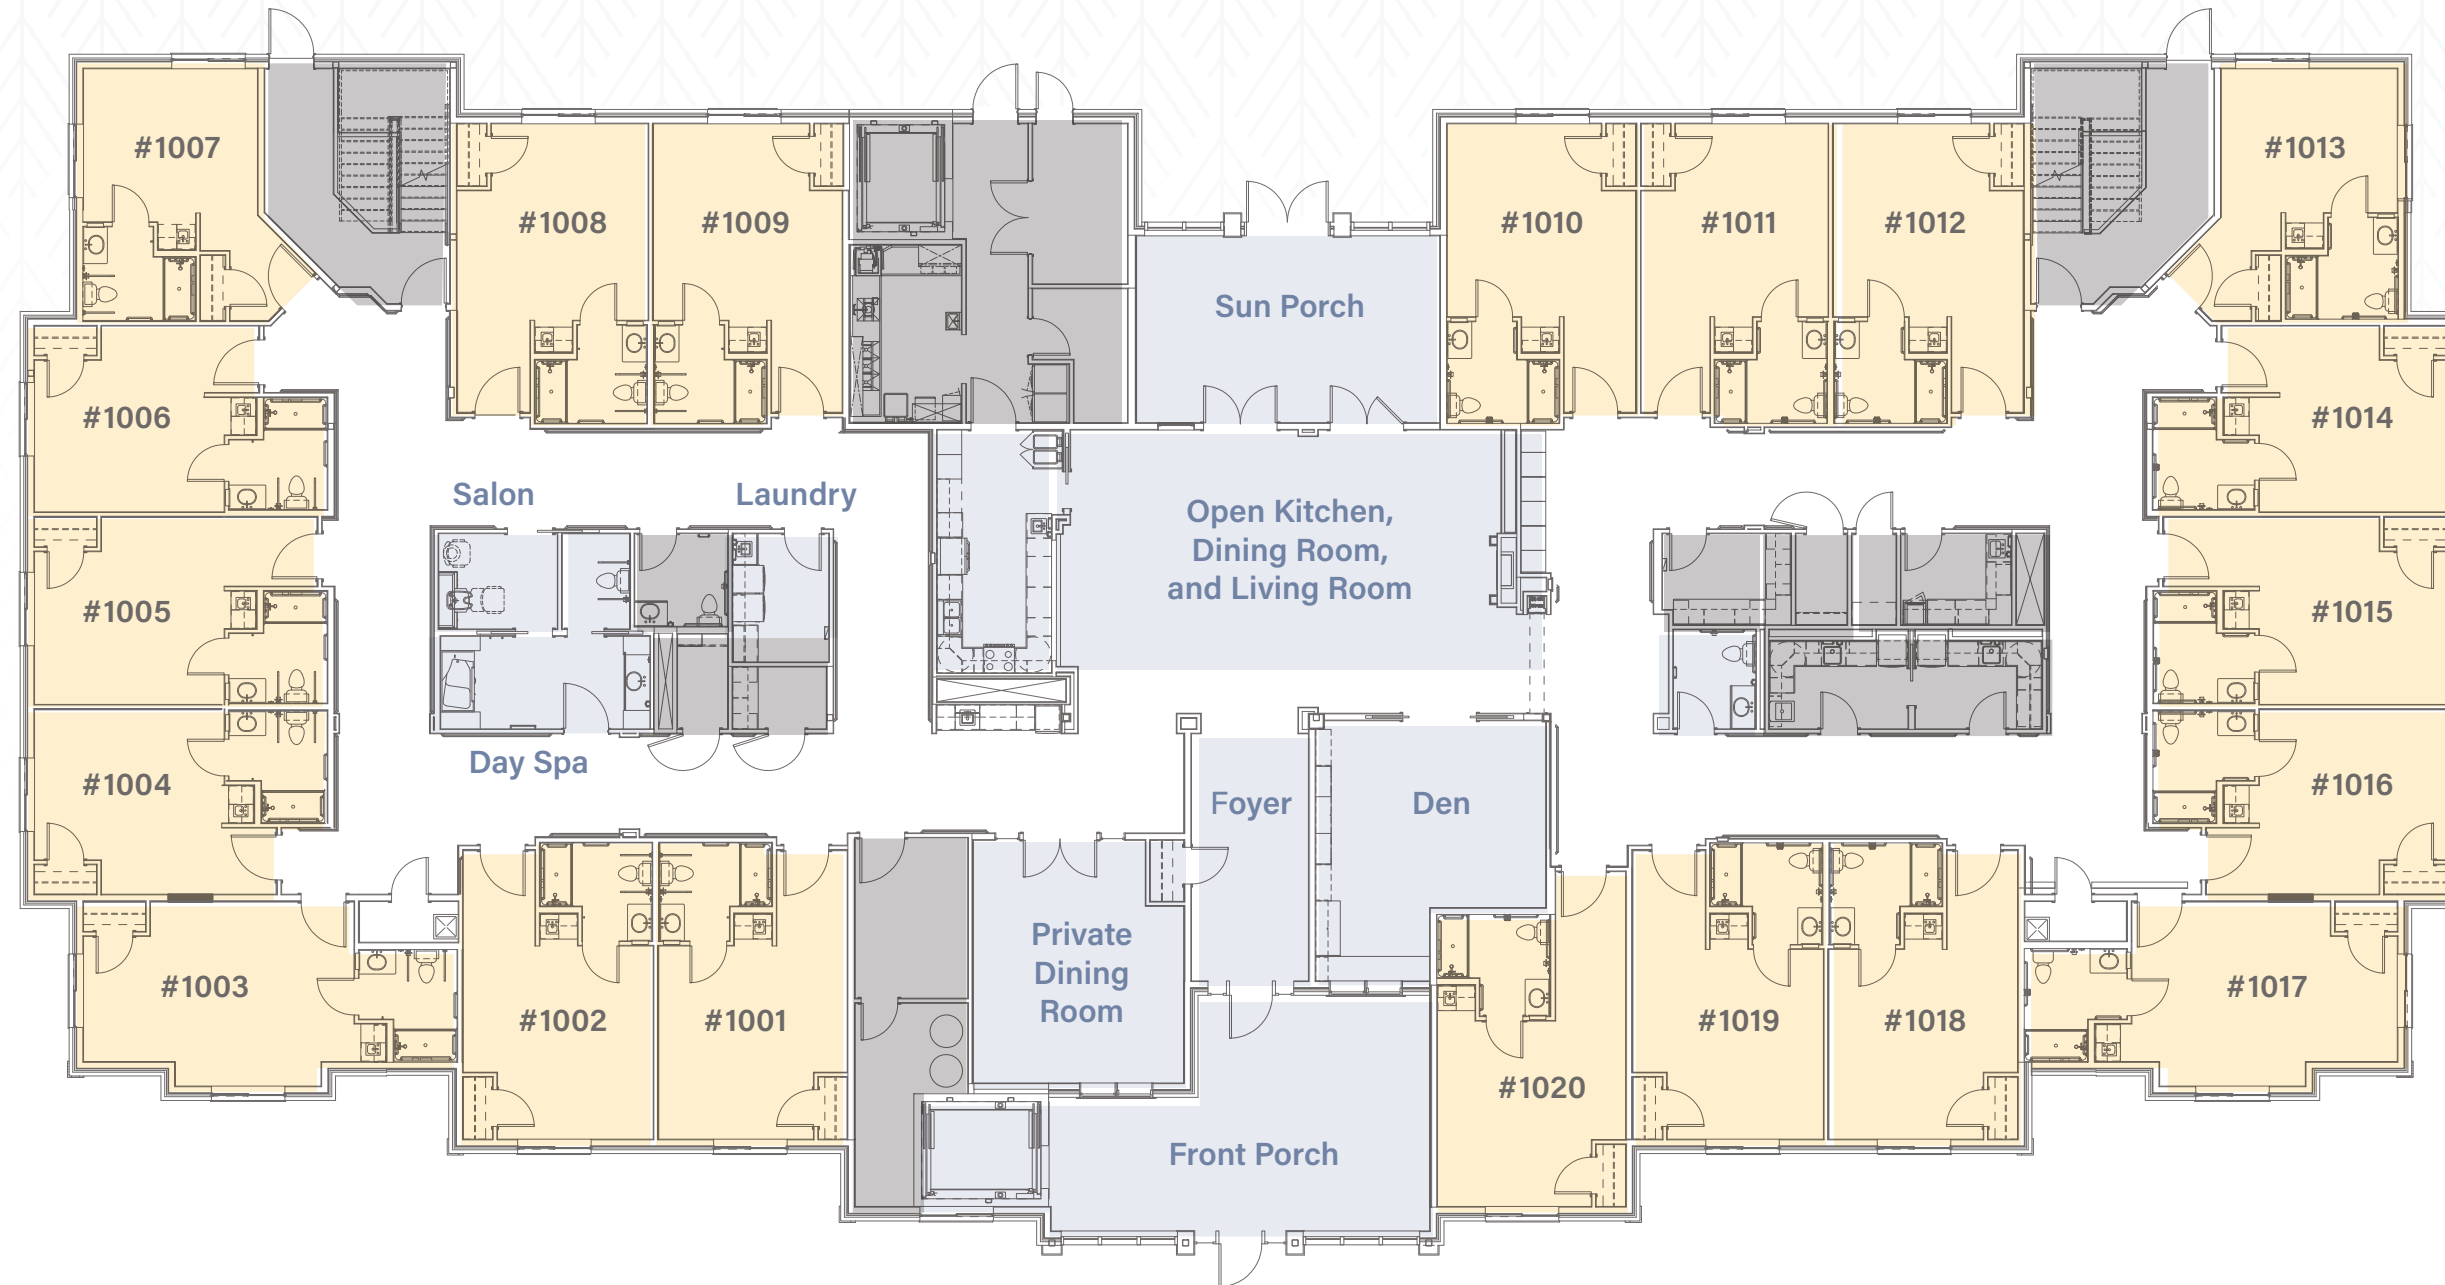 #1007
#1013
#1008
#1009
#1010
#1011
#1012
Sun Porch
#1006
#1014
Salon
Laundry
Open Kitchen,
Dining Room,
and Living Room
#1005
#1015
Day Spa
#1004
Foyer
Den
#1016
Private
Dining
Room
#1003
#1002
#1001
#1019
#1018
#1017
#1020
Front Porch